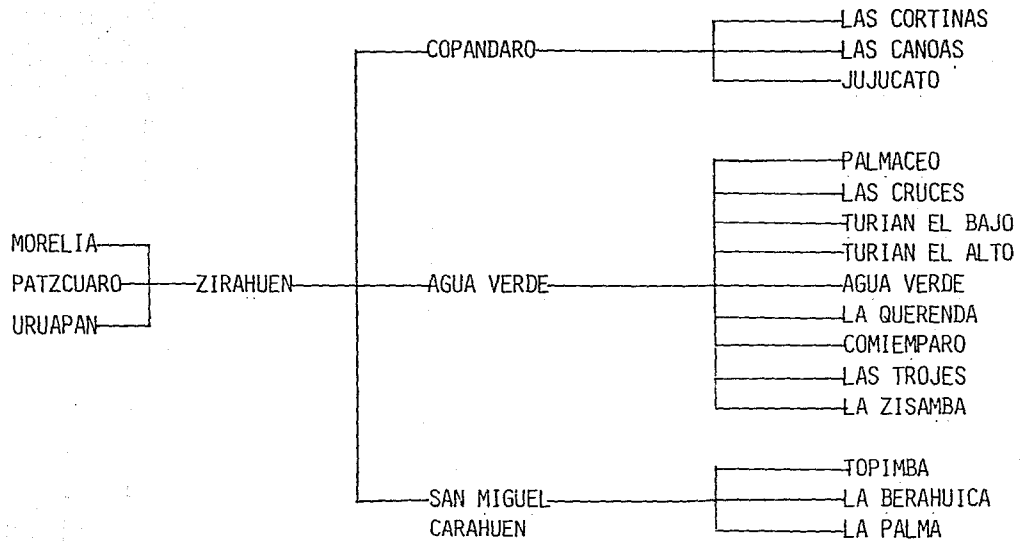 MORELIA
PATZCUARO
URUAPAN
ZIRAHUEN
COPANDARO
LAS CORTINAS
LAS CANOAS
JUJUCATO
AGUA VERDE
PALMACEO
LAS CRUCES
TURIAN EL BAJO
TURIAN EL ALTO
AGUA VERDE
LA QUERENDA
COMIEMPARO
LAS TROJES
LA ZISAMBA
SAN MIGUEL
CARAHUEN
TOPIMBA
LA BERAHUICA
LA PALMA